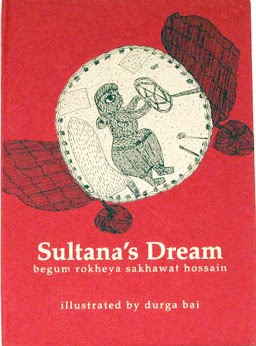 Sultana's Dream
begum rokheya sakhawat hossain
illustrated by durga bai